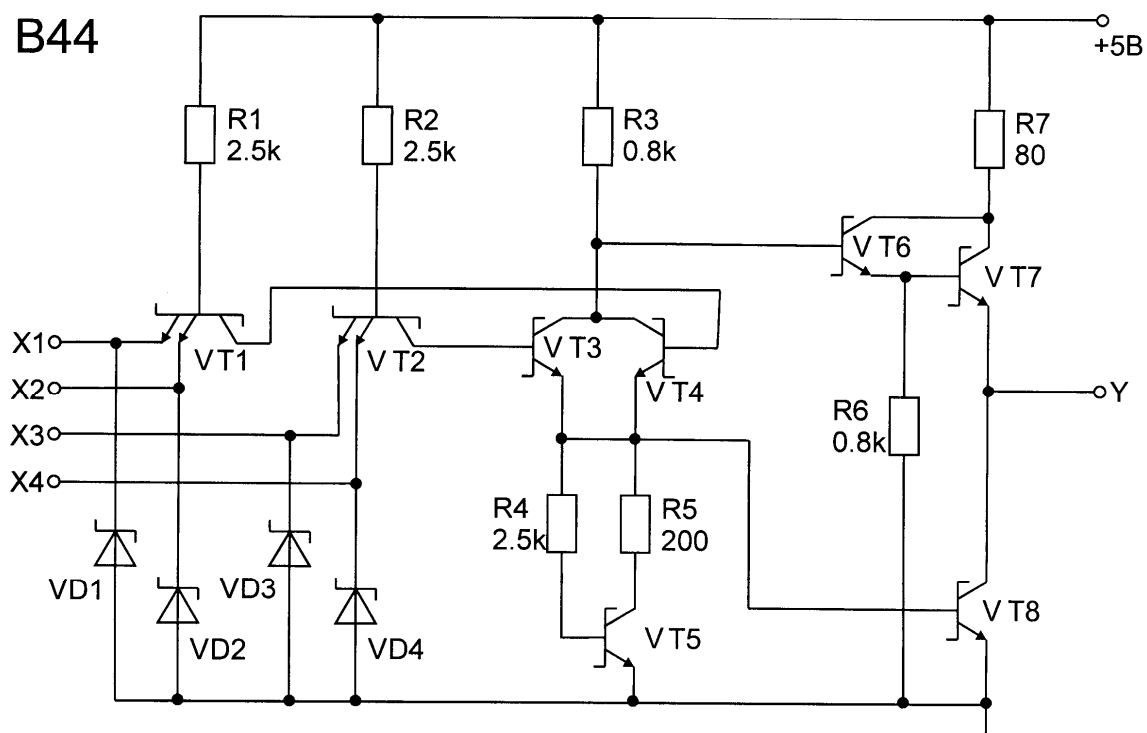 B44
+5B
R1
2.5k
R2
2.5k
R3
0.8k
R7
80
VT6
VT7
X1
VT1
VT2
VT3
X2
VT4
Y
X3
R6
0.8k
X4
R4
2.5k
R5
200
VD1
VD3
VT8
VD2
VD4
VT5